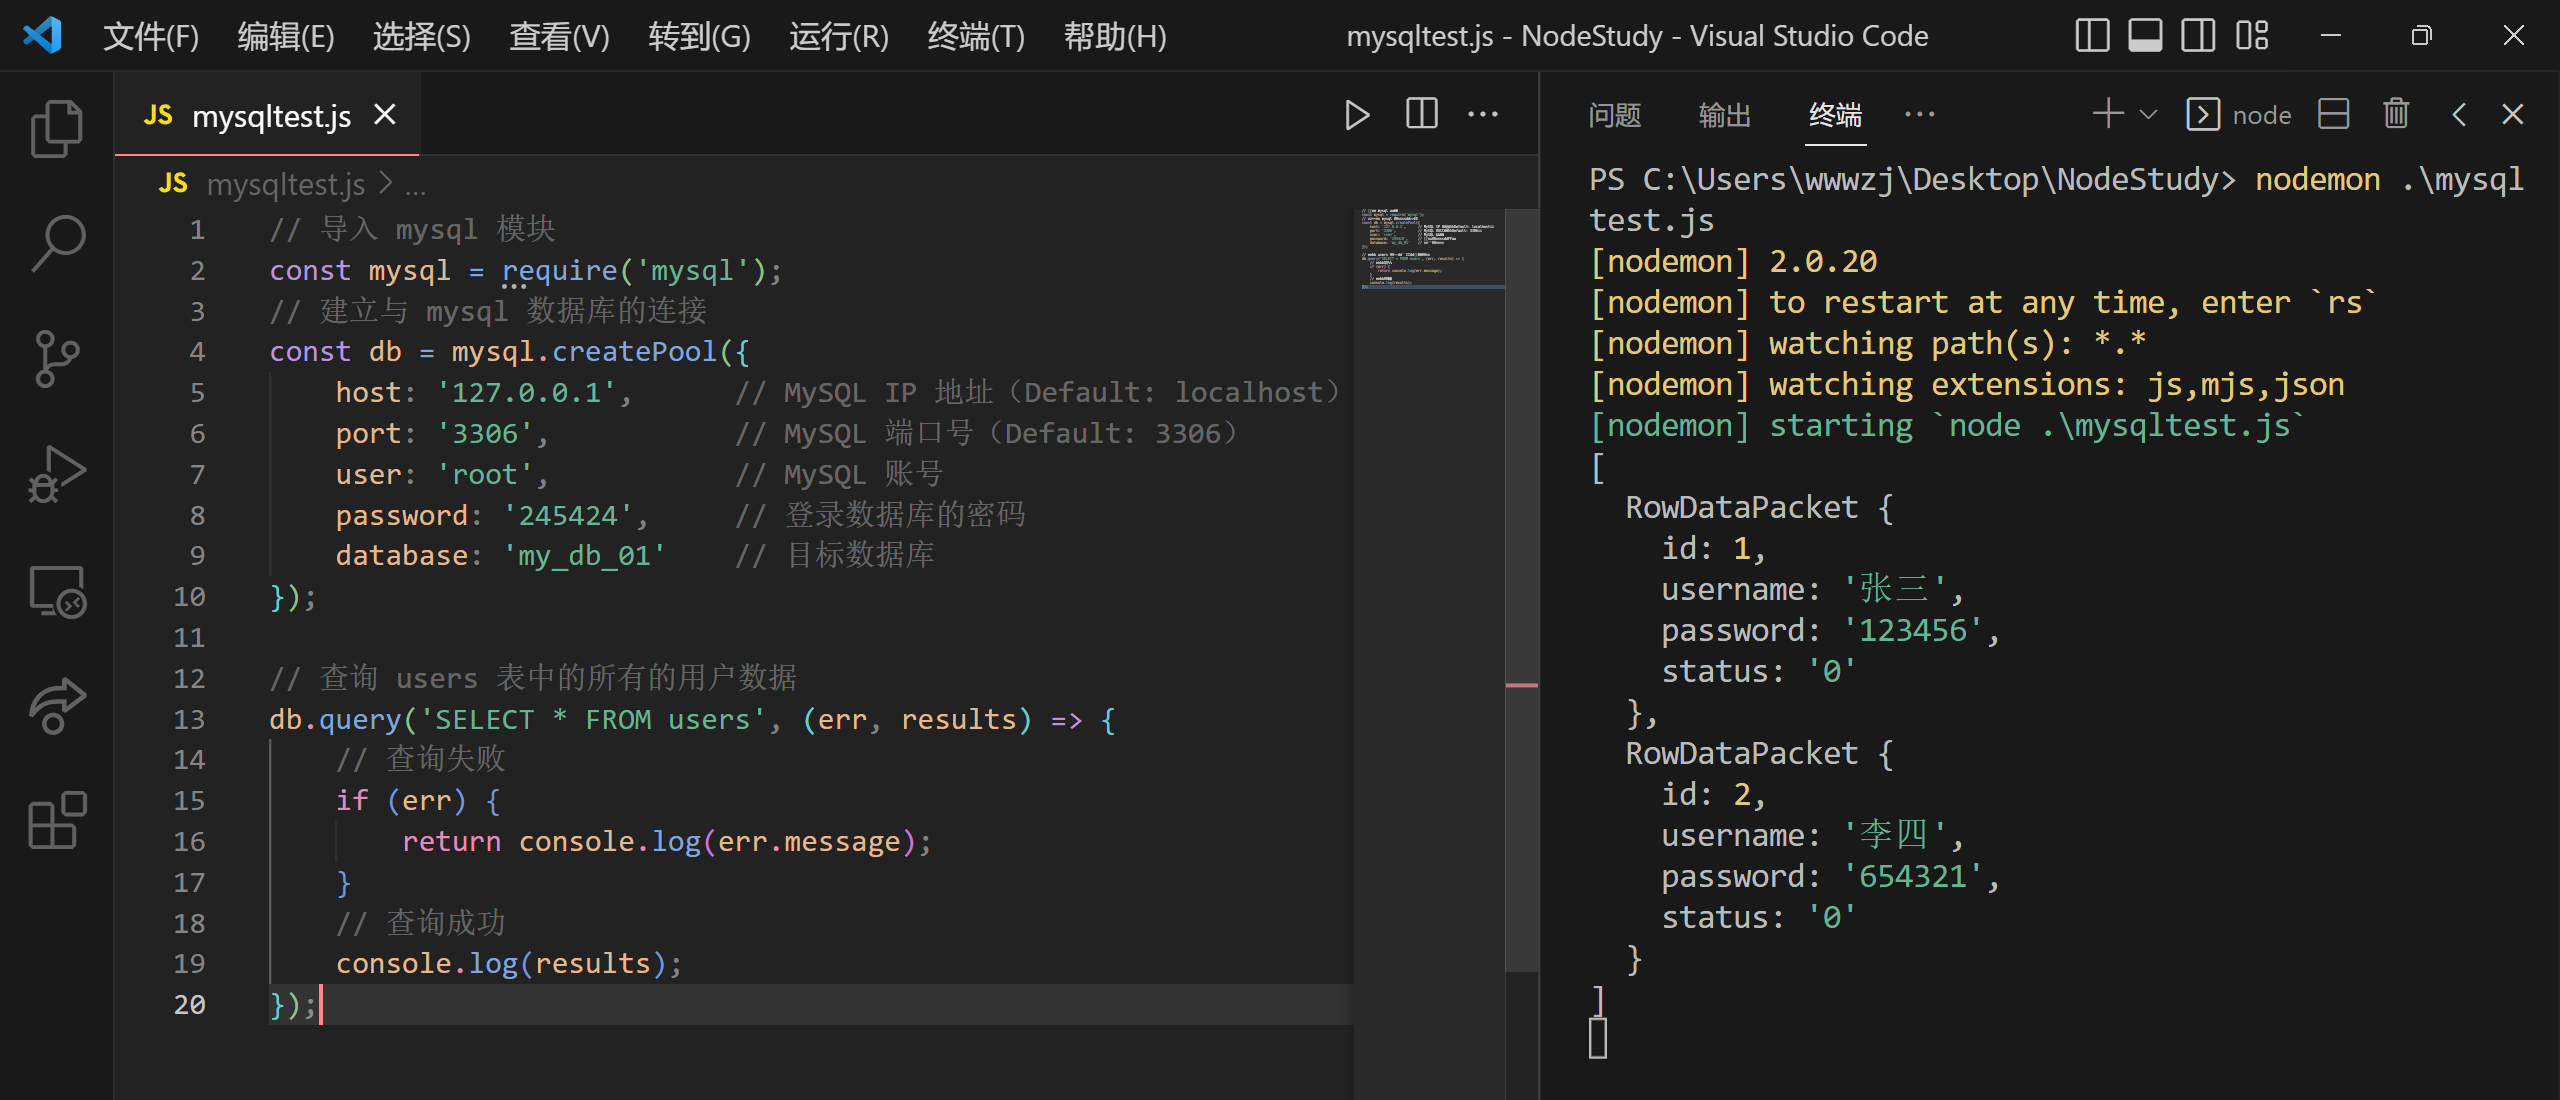 文件(F) 编辑(E) 选择(S) 查看(V) 转到(G) 运行(R) 终端(T) 帮助(H) mysqltest.js - NodeStudy - Visual Studio Code
JS mysqltest.js
JS mysqltest.js > ...
1 // 导入 mysql 模块
2 const mysql = require('mysql');
3 // 建立与 mysql 数据库的连接
4 const db = mysql.createPool({
5 host: '127.0.0.1', // MySQL IP 地址（Default: localhost）
6 port: '3306', // MySQL 端口号（Default: 3306）
7 user: 'root', // MySQL 账号
8 password: '245424', // 登录数据库的密码
9 database: 'my_db_01' // 目标数据库
10 });
11
12 // 查询 users 表中的所有的用户数据
13 db.query('SELECT * FROM users', (err, results) => {
14 // 查询失败
15 if (err) {
16 return console.log(err.message);
17 }
18 // 查询成功
19 console.log(results);
20 });
问题 输出 终端 ··· node
PS C:\Users\wwwzj\Desktop\NodeStudy> nodemon .\mysql
test.js
[nodemon] 2.0.20
[nodemon] to restart at any time, enter `rs`
[nodemon] watching path(s): *.*
[nodemon] watching extensions: js,mjs,json
[nodemon] starting `node .\mysqltest.js`
[
RowDataPacket {
id: 1,
username: '张三',
password: '123456',
status: '0'
},
RowDataPacket {
id: 2,
username: '李四',
password: '654321',
status: '0'
}
]